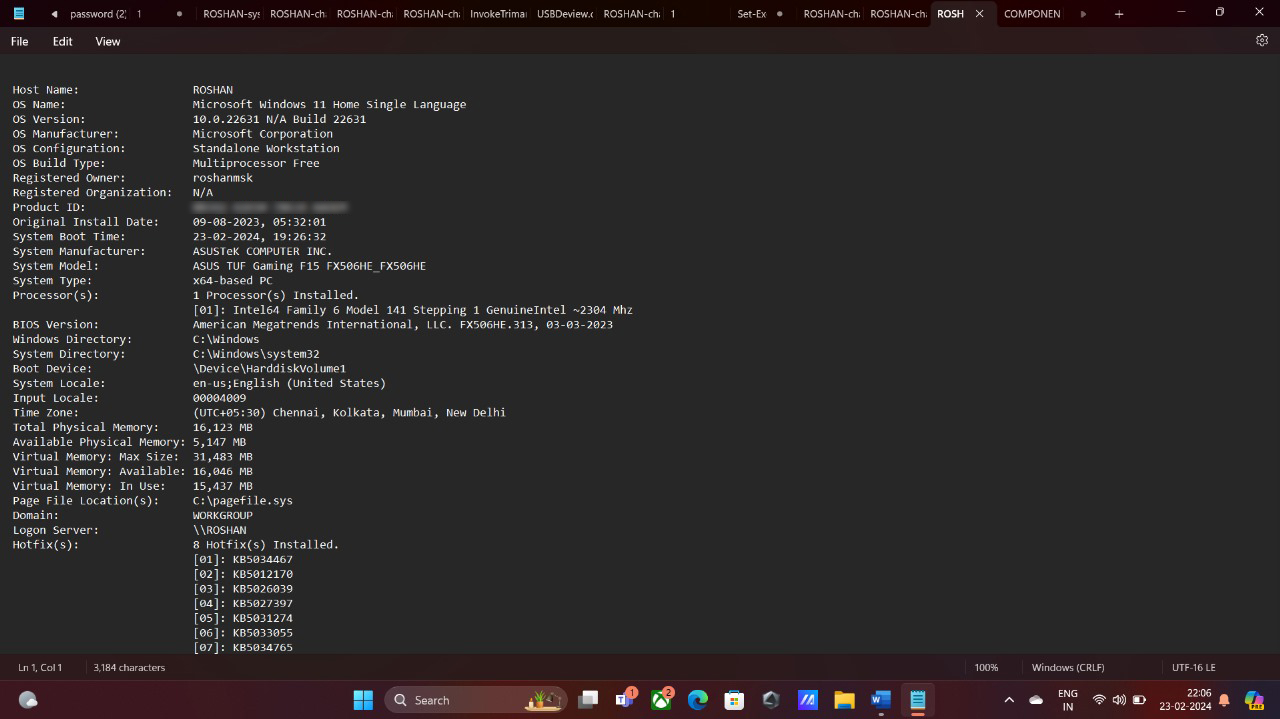 password (2) 1 ROSHAN-sy ROSHAN-ch ROSHAN-ch ROSHAN-ch InvokeTrima USBDeview.c ROSHAN-ch 1 Set-Ex ROSHAN-ch ROSHAN-ch ROSH COMPONEN
File Edit View
Host Name: ROSHAN
OS Name: Microsoft Windows 11 Home Single Language
OS Version: 10.0.22631 N/A Build 22631
OS Manufacturer: Microsoft Corporation
OS Configuration: Standalone Workstation
OS Build Type: Multiprocessor Free
Registered Owner: roshanmsk
Registered Organization: N/A
Product ID:
Original Install Date: 09-08-2023, 05:32:01
System Boot Time: 23-02-2024, 19:26:32
System Manufacturer: ASUSTeK COMPUTER INC.
System Model: ASUS TUF Gaming F15 FX506HE_FX506HE
System Type: x64-based PC
Processor(s): 1 Processor(s) Installed.
[01]: Intel64 Family 6 Model 141 Stepping 1 GenuineIntel ~2304 Mhz
BIOS Version: American Megatrends International, LLC. FX506HE.313, 03-03-2023
Windows Directory: C:\Windows
System Directory: C:\Windows\system32
Boot Device: \Device\HarddiskVolume1
System Locale: en-us;English (United States)
Input Locale: 00004009
Time Zone: (UTC+05:30) Chennai, Kolkata, Mumbai, New Delhi
Total Physical Memory: 16,123 MB
Available Physical Memory: 5,147 MB
Virtual Memory: Max Size: 31,483 MB
Virtual Memory: Available: 16,046 MB
Virtual Memory: In Use: 15,437 MB
Page File Location(s): C:\pagefile.sys
Domain: WORKGROUP
Logon Server: \\ROSHAN
Hotfix(s): 8 Hotfix(s) Installed.
[01]: KB5034467
[02]: KB5012170
[03]: KB5026039
[04]: KB5027397
[05]: KB5031274
[06]: KB5033055
[07]: KB5034765
Ln 1, Col 1 3,184 characters 100% Windows (CRLF) UTF-16 LE
Search 1 2 ENG IN 22:06 23-02-2024